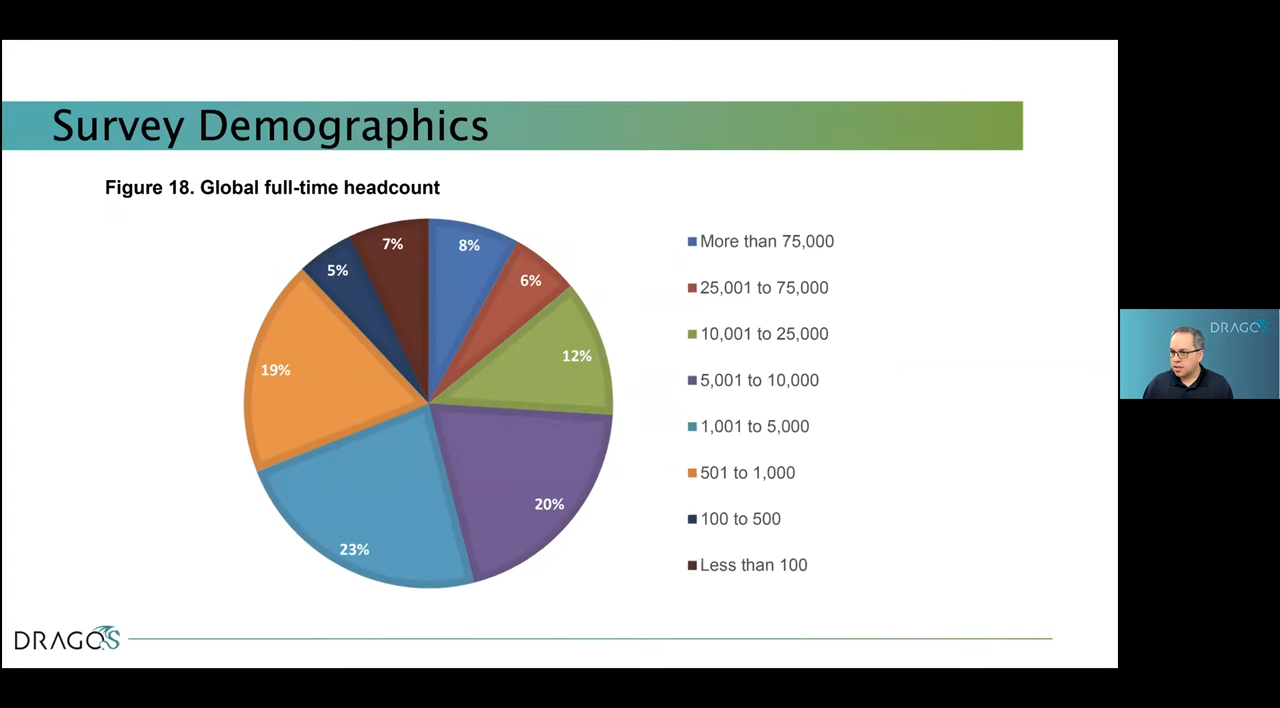 Survey Demographics
Figure 18. Global full-time headcount
7%
8%
5%
6%
12%
19%
20%
23%
More than 75,000
25,001 to 75,000
10,001 to 25,000
5,001 to 10,000
1,001 to 5,000
501 to 1,000
100 to 500
Less than 100
DRAGOS
DRAGOS